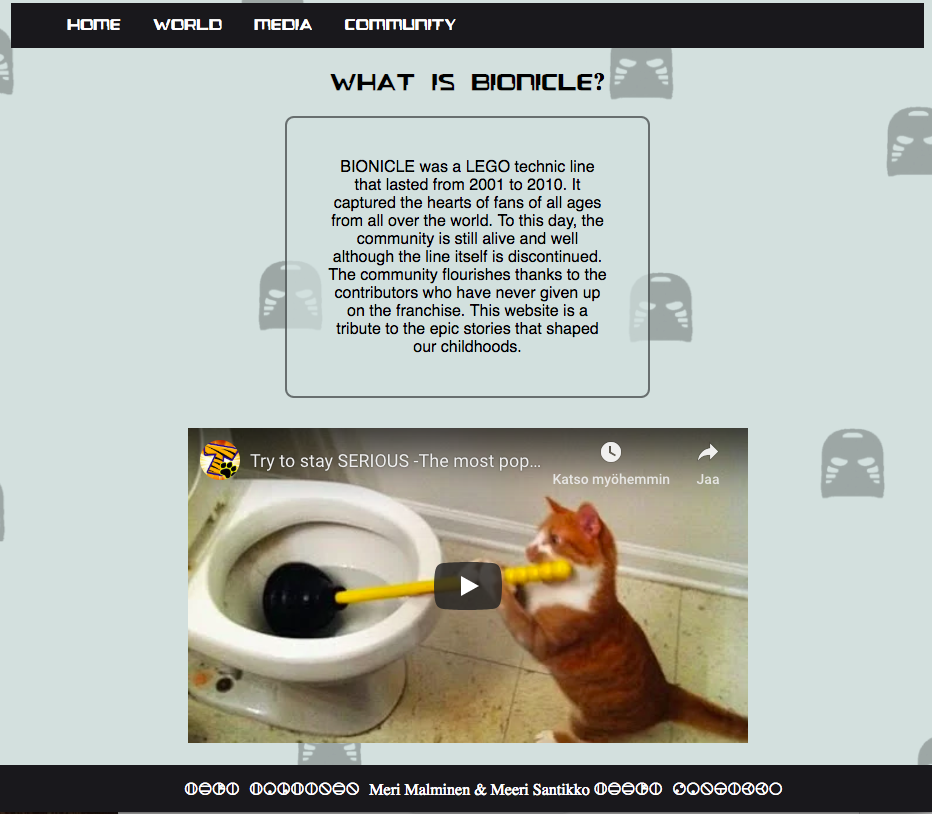 HOME WORLD MEDIA COMMUNITY
WHAT IS BIONICLE?
BIONICLE was a LEGO technic line
that lasted from 2001 to 2010. It
captured the hearts of fans of all ages
from all over the world. To this day, the
community is still alive and well
although the line itself is discontinued.
The community flourishes thanks to the
contributors who have never given up
on the franchise. This website is a
tribute to the epic stories that shaped
our childhoods.
Try to stay SERIOUS -The most pop...
Katso myöhemmin
Jaa
Meri Malminen & Meeri Santikko